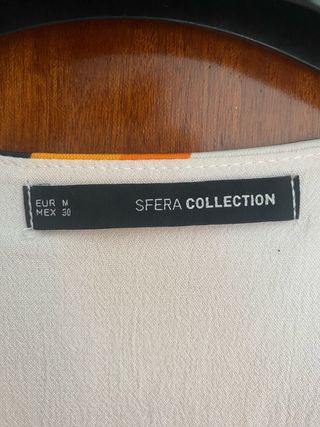 EUR M
MEX 30
SFERA COLLECTION